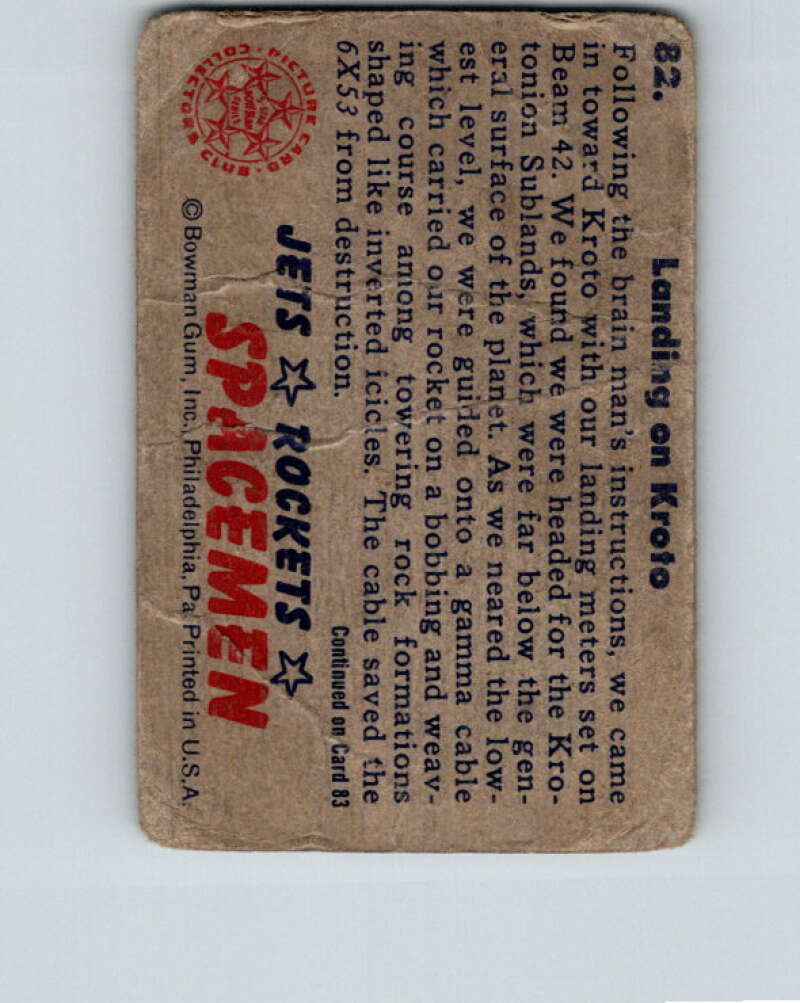 82.
Landing on Kroto
Following the brain man's instructions, we came
in toward Kroto with our landing meters set on
Beam 42. We found we were headed for the Kro-
tonion Sublands, which were far below the gen-
eral surface of the planet. As we neared the low-
est level, we were guided onto a gamma cable
which carried our rocket on a bobbing and weav-
ing course among towering rock formations
shaped like inverted icicles. The cable saved the
6X53 from destruction.
Continued on Card 83
PICTURE CARD COLLECTORS CLUB
JETS ☆ ROCKETS ☆
SPACEMEN
© Bowman Gum, Inc., Philadelphia, Pa. Printed in U.S.A.